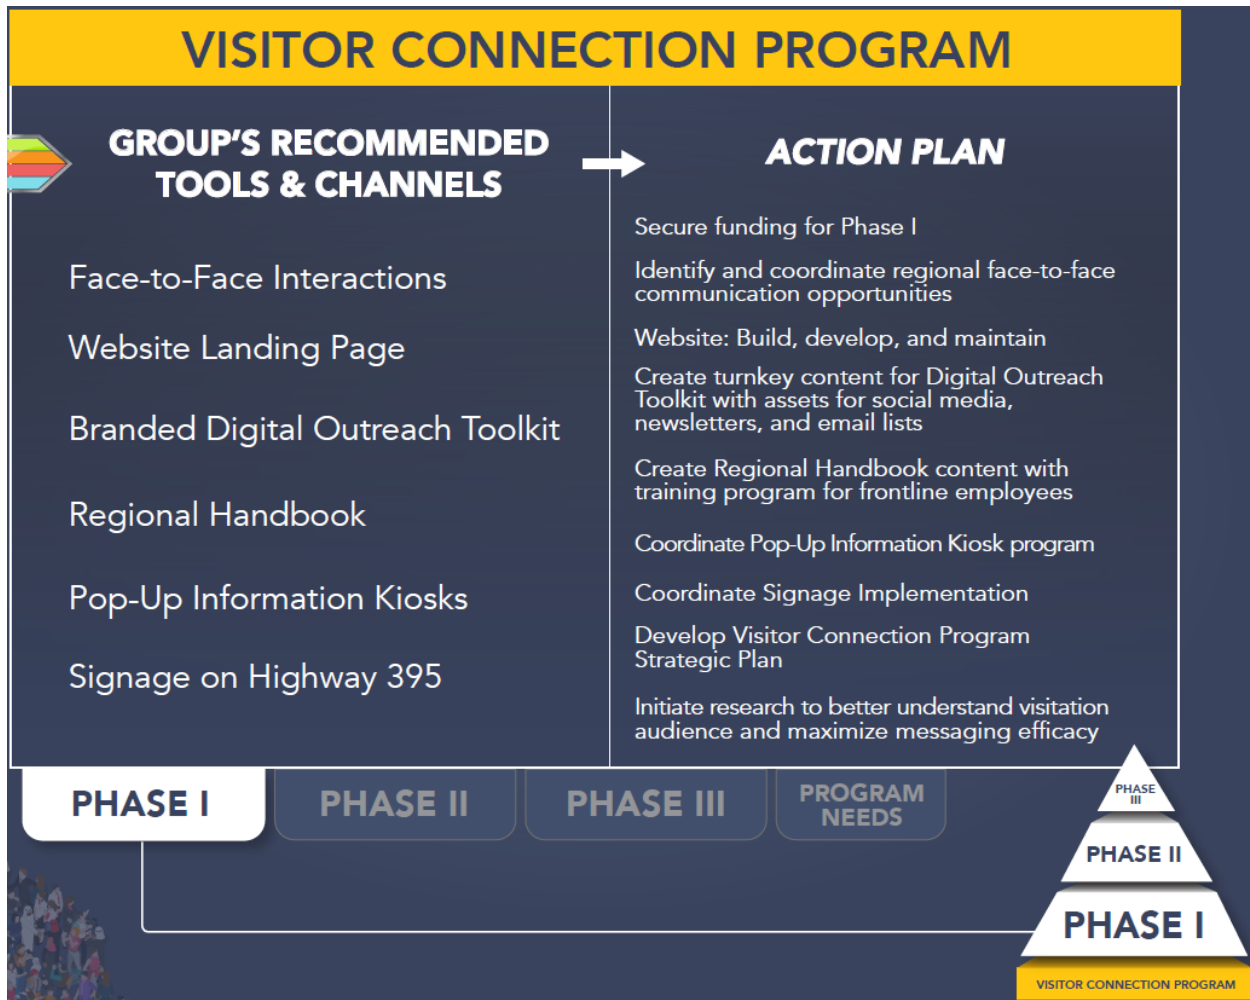 VISITOR CONNECTION PROGRAM
GROUP'S RECOMMENDED
TOOLS & CHANNELS
Face-to-Face Interactions
Website Landing Page
Branded Digital Outreach Toolkit
Regional Handbook
Pop-Up Information Kiosks
Signage on Highway 395
ACTION PLAN
Secure funding for Phase I
Identify and coordinate regional face-to-face
communication opportunities
Website: Build, develop, and maintain
Create turnkey content for Digital Outreach
Toolkit with assets for social media,
newsletters, and email lists
Create Regional Handbook content with
training program for frontline employees
Coordinate Pop-Up Information Kiosk program
Coordinate Signage Implementation
Develop Visitor Connection Program
Strategic Plan
Initiate research to better understand visitation
audience and maximize messaging efficacy
PHASE I
PHASE II
PHASE III
PROGRAM
NEEDS
PHASE
III
PHASE II
PHASE I
VISITOR CONNECTION PROGRAM